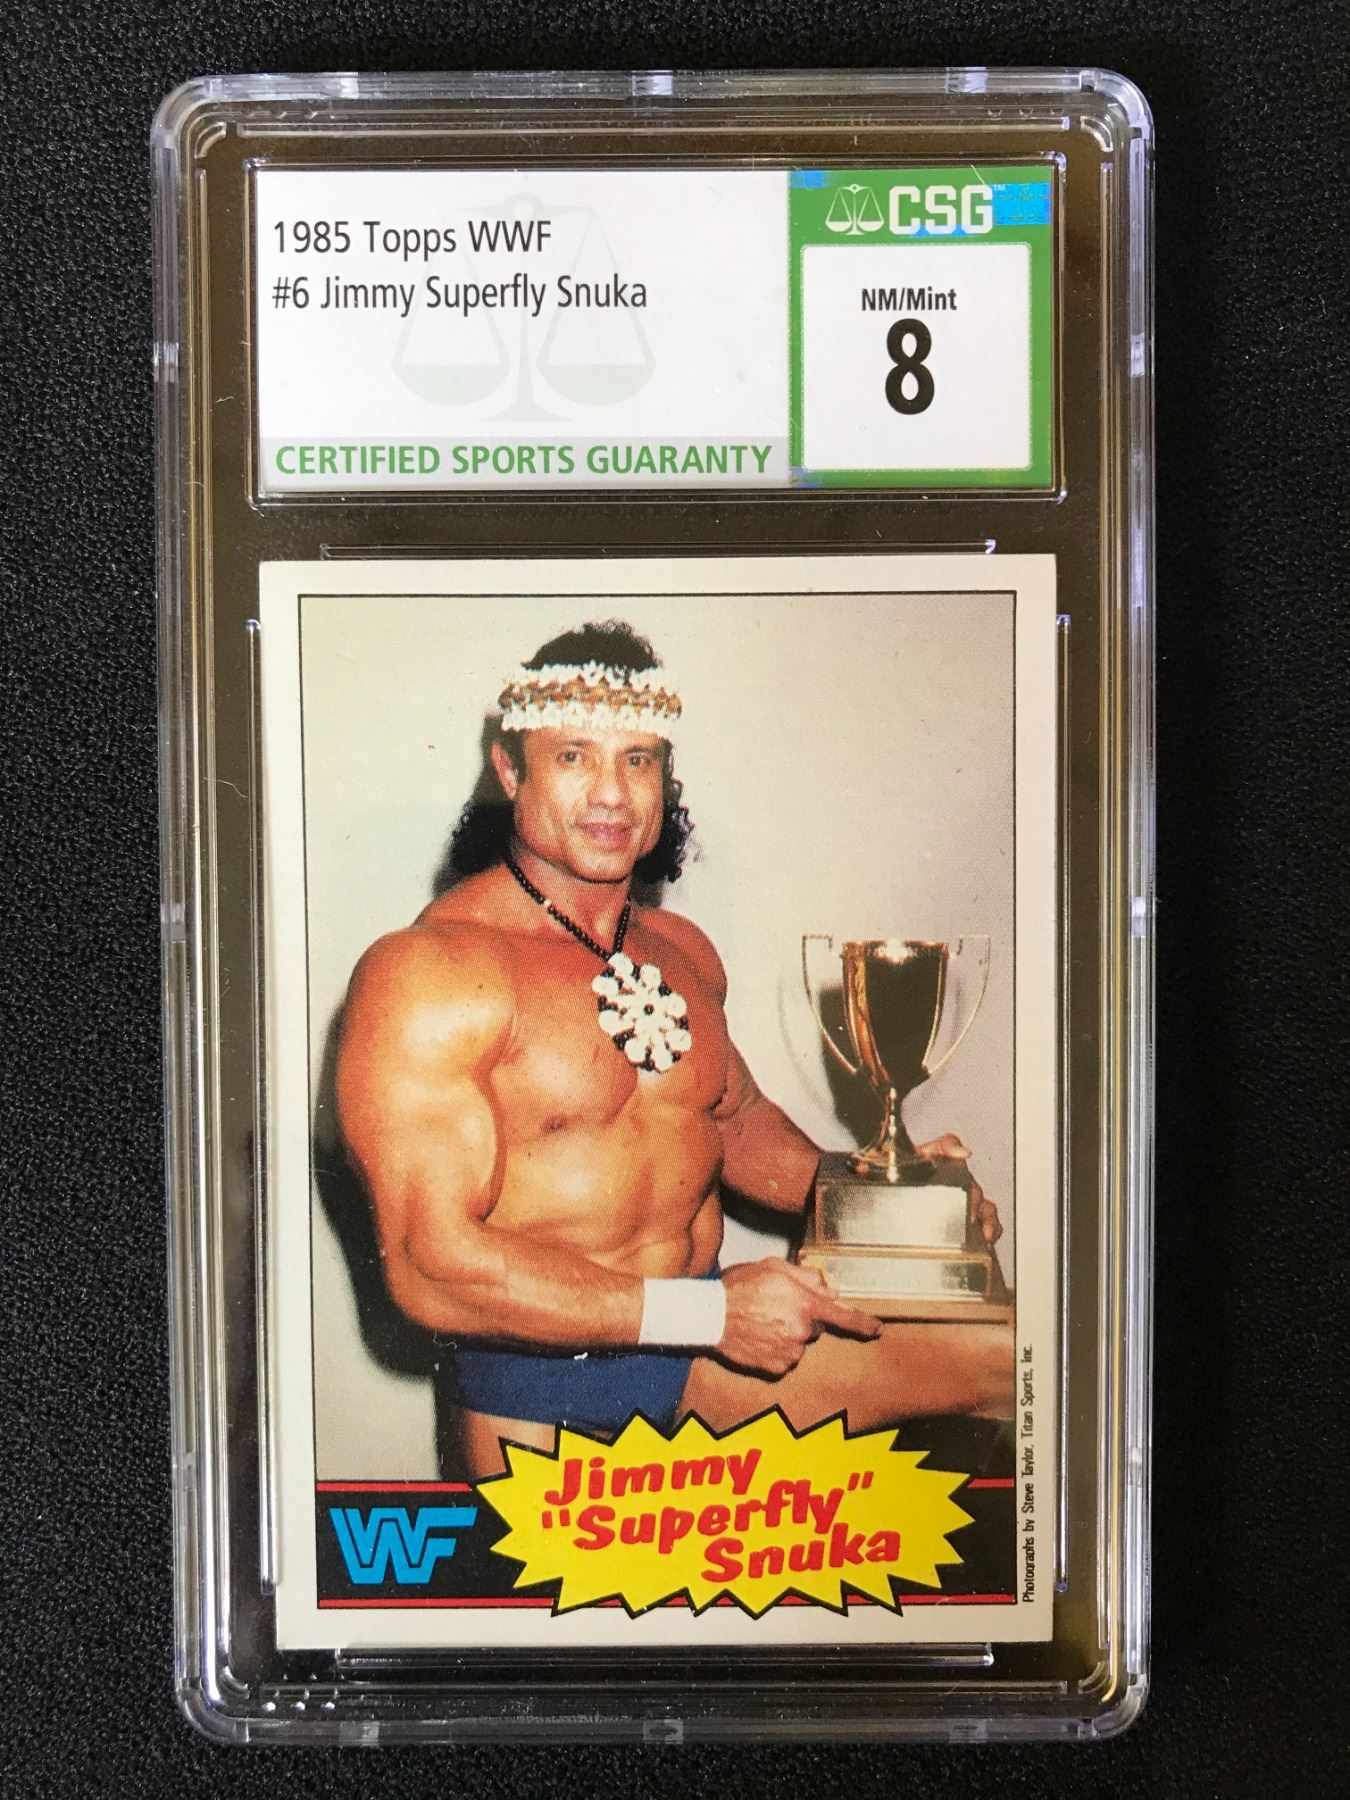 1985 Topps WWF
#6 Jimmy Superfly Snuka
CERTIFIED SPORTS GUARANTY
CSG™
NM/Mint
8
WF
Jimmy
"Superfly"
Snuka
Photographs by Steve Taylor, Titan Sports, Inc.